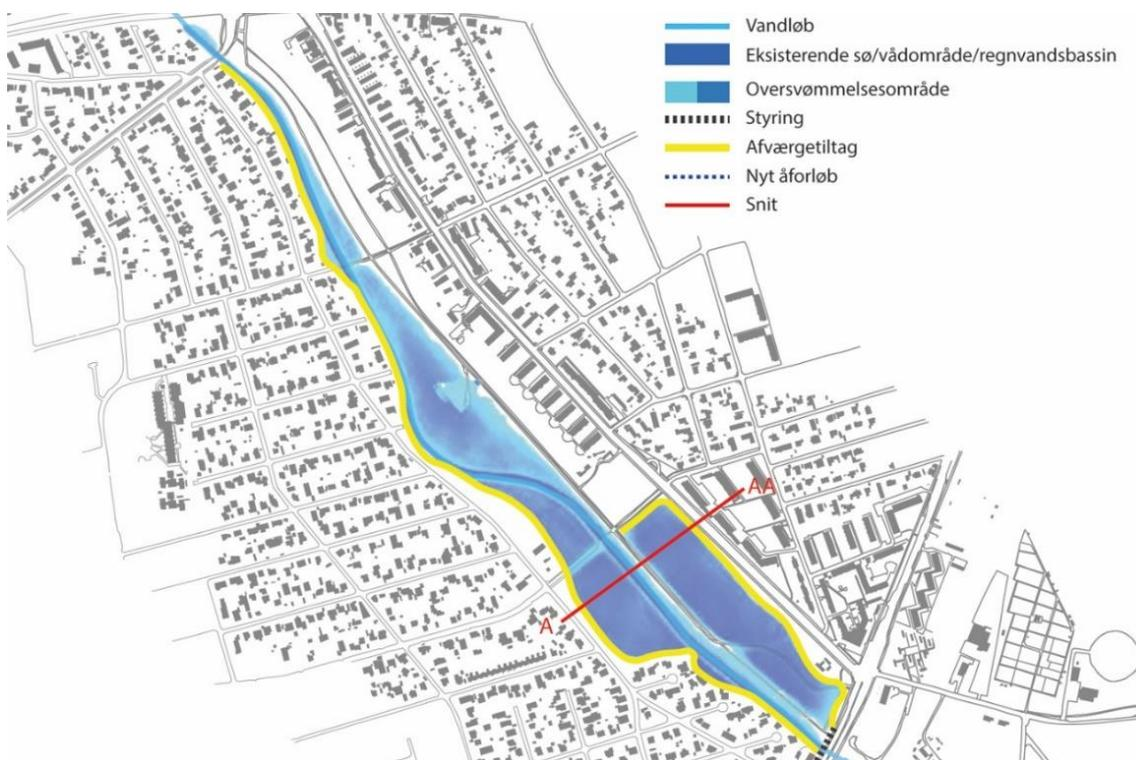 Vandløb
Eksisterende sø/vådområde/regnvandsbassin
Oversvømmelsesområde
Styring
Afværgetiltag
Nyt åforløb
Snit
AA
A